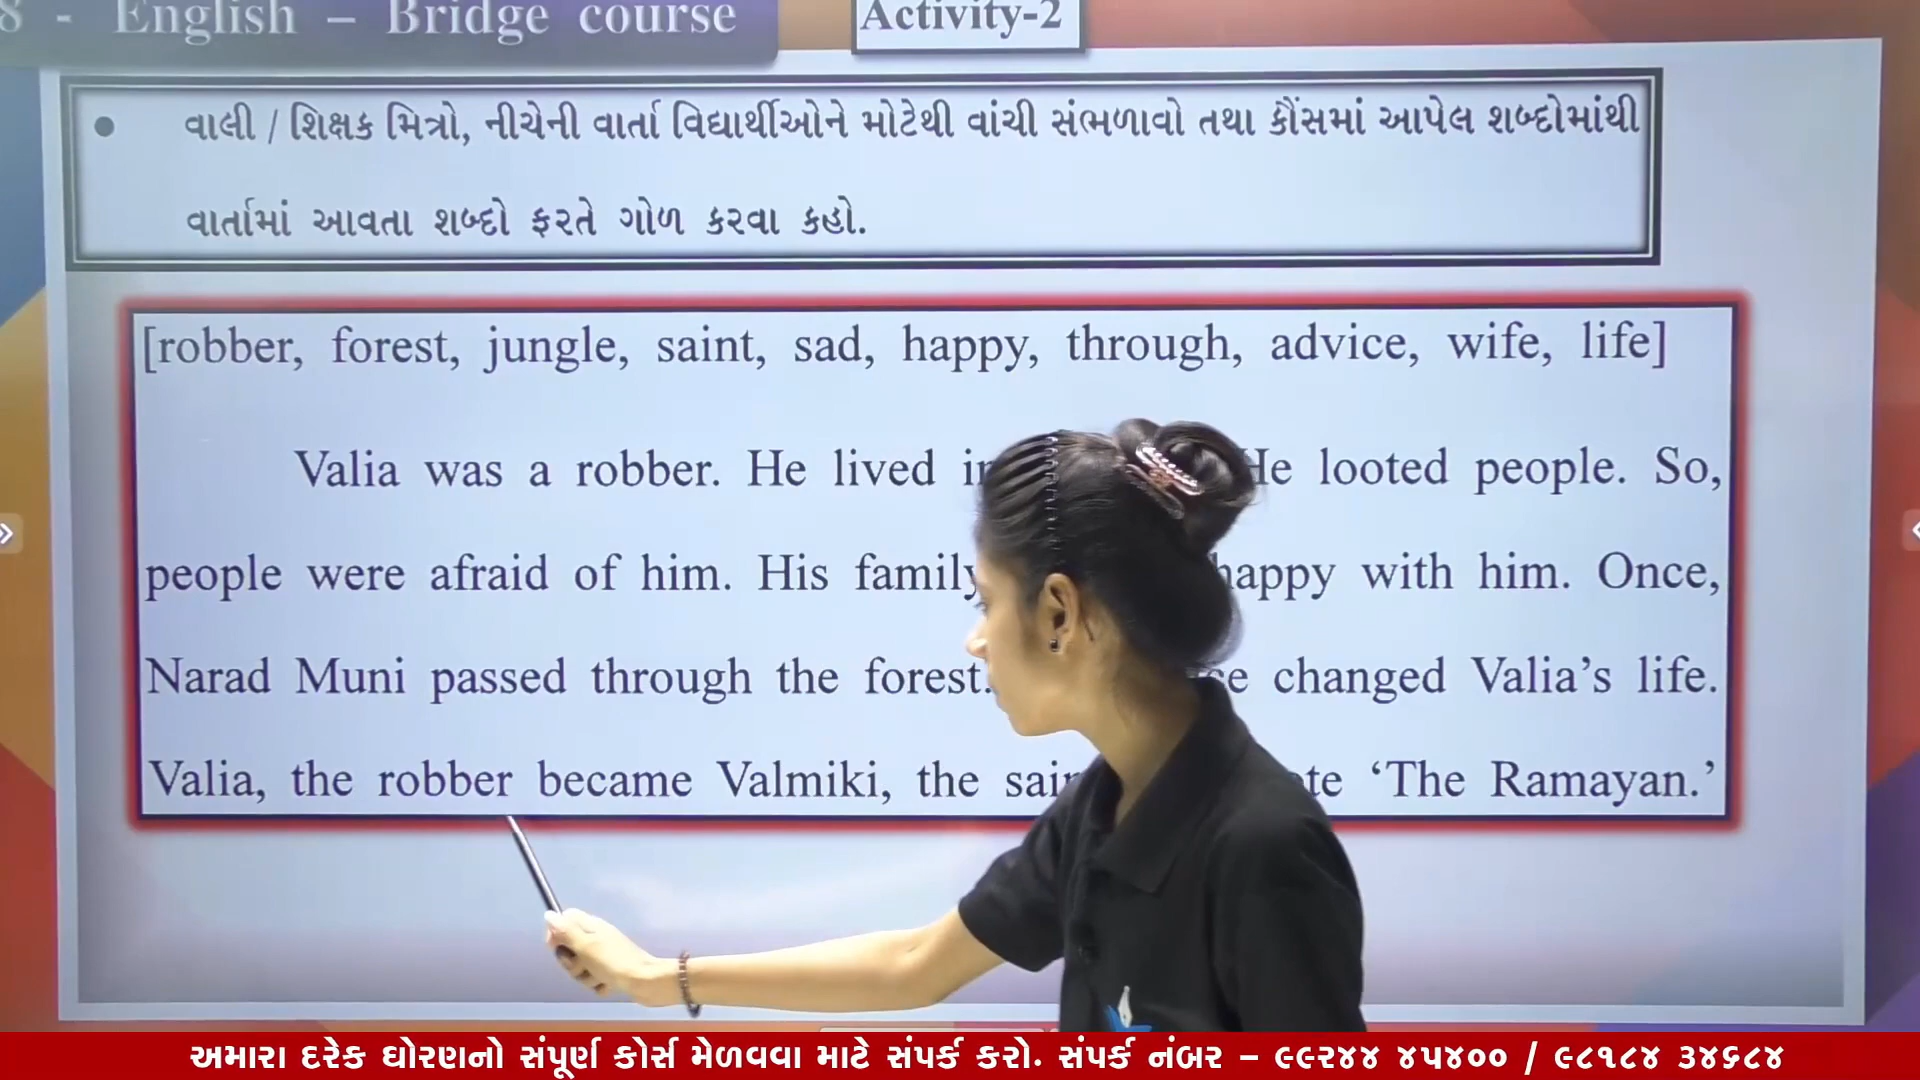 8 - English – Bridge course
Activity-2
• વાલી / શિક્ષક મિત્રો, નીચેની વાર્તા વિદ્યાર્થીઓને મોટેથી વાંચી સંભળાવો તથા કૌંસમાં આપેલ શબ્દોમાંથી
વાર્તામાં આવતા શબ્દો ફરતે ગોળ કરવા કહો.
[robber, forest, jungle, saint, sad, happy, through, advice, wife, life]
Valia was a robber. He lived He looted people. So,
people were afraid of him. His family happy with him. Once,
Narad Muni passed through the forest. changed Valia’s life.
Valia, the robber became Valmiki, the ‘The Ramayan.’
અમારા દરેક ધોરણનો સંપૂર્ણ કોર્સ મેળવવા માટે સંપર્ક કરો. સંપર્ક નંબર – ૯૯૨૪૪ ૪૫૪૦૦ / ૯૮૧૮૪ ૩૪૬૮૪